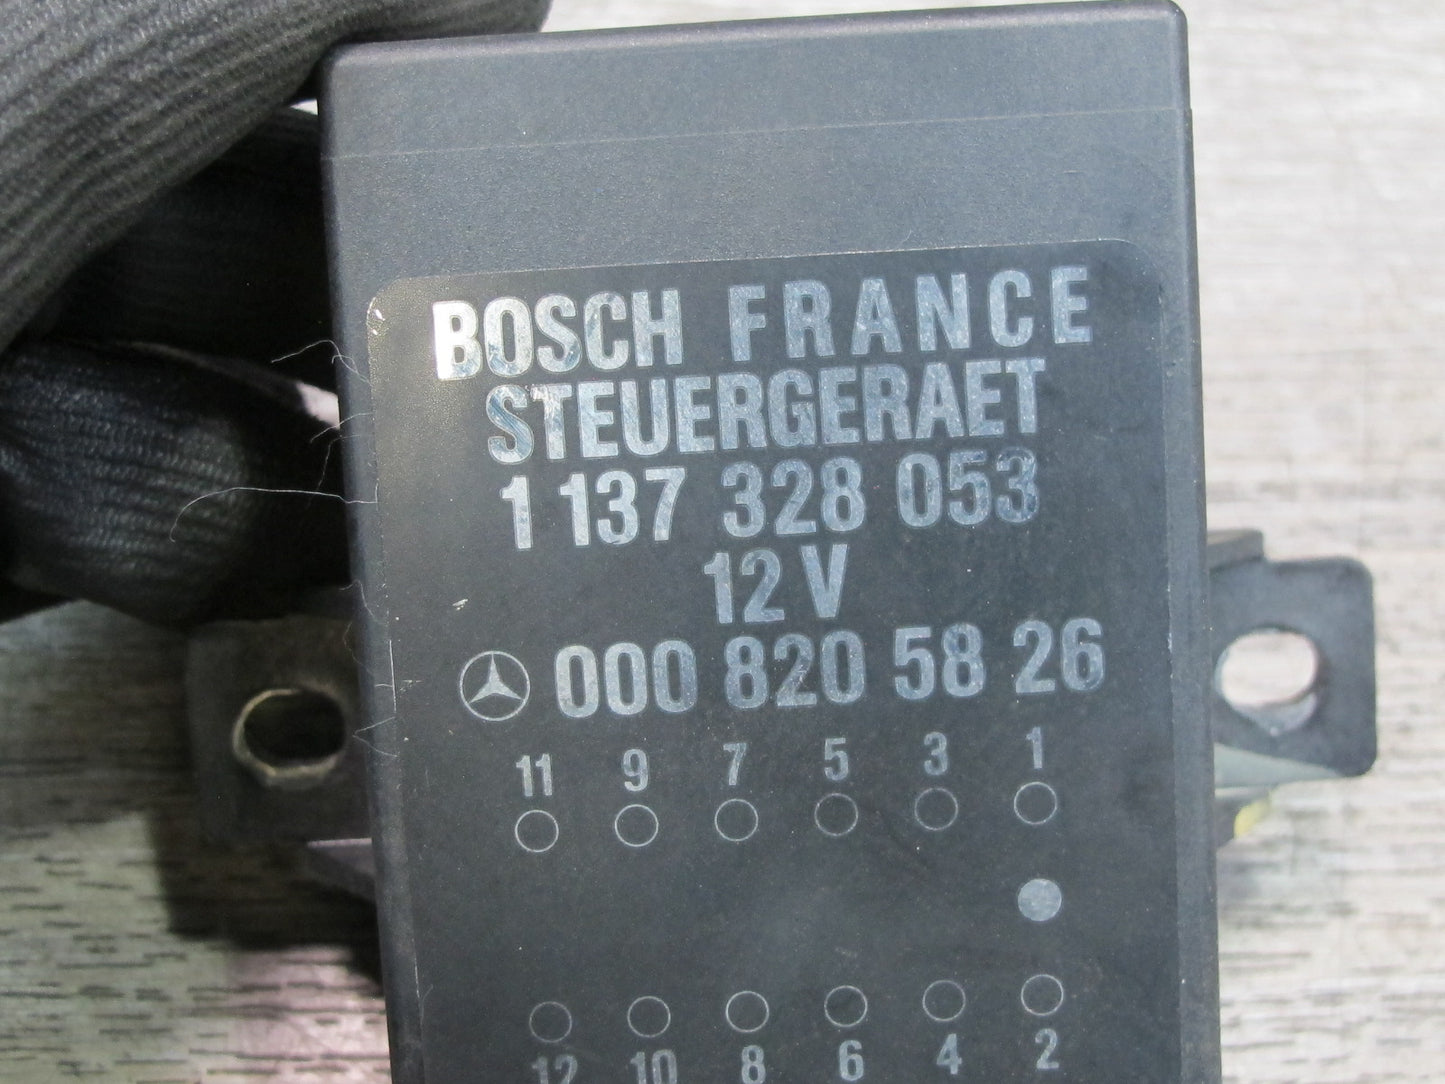 BOSCH FRANCE
STEUERGERAET
1 137 328 053
12 V
000 820 58 26
11 9 7 5 3 1
12 10 8 6 4 2